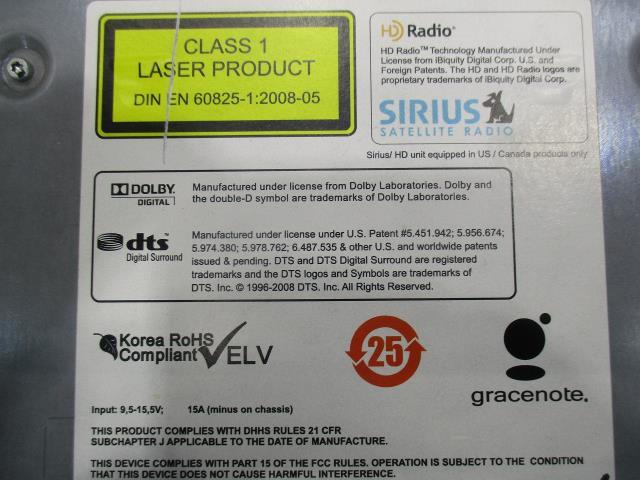 CLASS 1
LASER PRODUCT
DIN EN 60825-1:2008-05
HD Radio
HD Radio™ Technology Manufactured Under
License from iBiquity Digital Corp. U.S. and
Foreign Patents. The HD and HD Radio logos are
proprietary trademarks of iBiquity Digital Corp.
SIRIUS
SATELLITE RADIO
Sirius/ HD unit equipped in US / Canada products only
DOLBY
DIGITAL
Manufactured under license from Dolby Laboratories. Dolby and
the double-D symbol are trademarks of Dolby Laboratories.
dts
Digital Surround
Manufactured under license under U.S. Patent #5.451.942; 5.956.674;
5.974.380; 5.978.762; 6.487.535 & other U.S. and worldwide patents
issued & pending. DTS and DTS Digital Surround are registered
trademarks and the DTS logos and Symbols are trademarks of
DTS. Inc. © 1996-2008 DTS. Inc. All Rights Reserved.
Korea RoHS
Compliant
ELV
25
gracenote.
Input: 9,5-15,5V; 15A (minus on chassis)
THIS PRODUCT COMPLIES WITH DHHS RULES 21 CFR
SUBCHAPTER J APPLICABLE TO THE DATE OF MANUFACTURE.
THIS DEVICE COMPLIES WITH PART 15 OF THE FCC RULES. OPERATION IS SUBJECT TO THE CONDITION
THAT THIS DEVICE DOES NOT CAUSE HARMFUL INTERFERENCE.